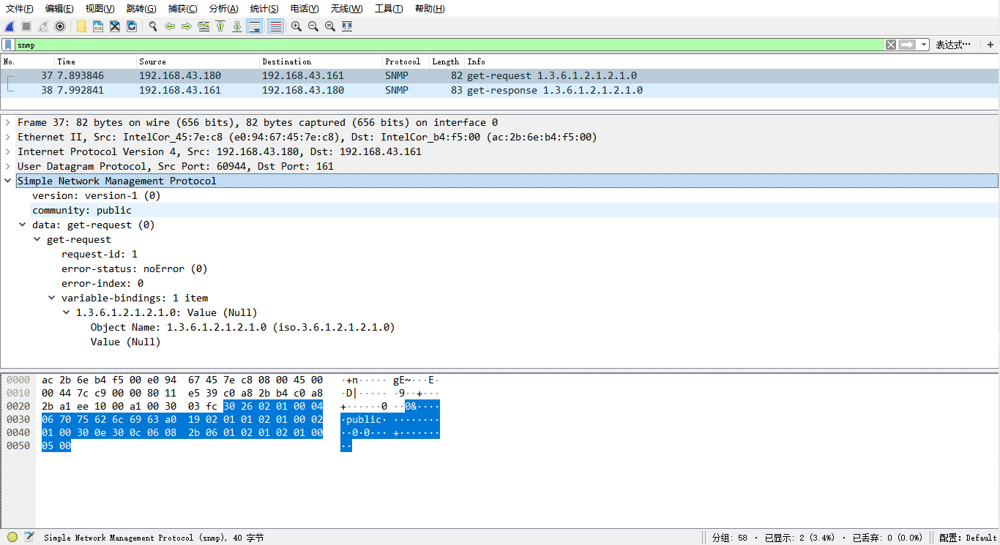 文件(F) 编辑(E) 视图(V) 跳转(G) 捕获(C) 分析(A) 统计(S) 电话(Y) 无线(W) 工具(T) 帮助(H)
snmp 表达式… +
No. Time Source Destination Protocol Length Info
37 7.893846 192.168.43.180 192.168.43.161 SNMP 82 get-request 1.3.6.1.2.1.2.1.0
38 7.992841 192.168.43.161 192.168.43.180 SNMP 83 get-response 1.3.6.1.2.1.2.1.0
Frame 37: 82 bytes on wire (656 bits), 82 bytes captured (656 bits) on interface 0
Ethernet II, Src: IntelCor_45:7e:c8 (e0:94:67:45:7e:c8), Dst: IntelCor_b4:f5:00 (ac:2b:6e:b4:f5:00)
Internet Protocol Version 4, Src: 192.168.43.180, Dst: 192.168.43.161
User Datagram Protocol, Src Port: 60944, Dst Port: 161
Simple Network Management Protocol
version: version-1 (0)
community: public
data: get-request (0)
get-request
request-id: 1
error-status: noError (0)
error-index: 0
variable-bindings: 1 item
1.3.6.1.2.1.2.1.0: Value (Null)
Object Name: 1.3.6.1.2.1.2.1.0 (iso.3.6.1.2.1.2.1.0)
Value (Null)
0000 ac 2b 6e b4 f5 00 e0 94 67 45 7e c8 08 00 45 00 ·+n····· gE~···E·
0010 00 44 7c c9 00 00 80 11 e5 39 c0 a8 2b b4 c0 a8 ·D|····· ·9··+···
0020 2b a1 ee 10 00 a1 00 30 03 fc 30 26 02 01 00 04 +······0 ··0&····
0030 06 70 75 62 6c 69 63 a0 19 02 01 01 02 01 00 02 ·public· ········
0040 01 00 30 0e 30 0c 06 08 2b 06 01 02 01 02 01 00 ··0·0··· +·······
0050 05 00 ··
Simple Network Management Protocol (snmp), 40 字节 分组: 58 · 已显示: 2 (3.4%) · 已丢弃: 0 (0.0%) 配置: Default